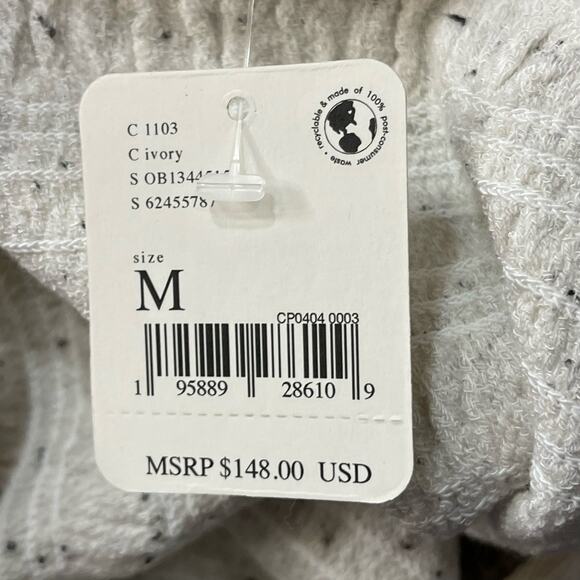 C 1103
C ivory
S 62455787
size
M
CP0404 0003
1 95889 28610 9
MSRP $148.00 USD
recyclable & made of 100% post-consumer waste •